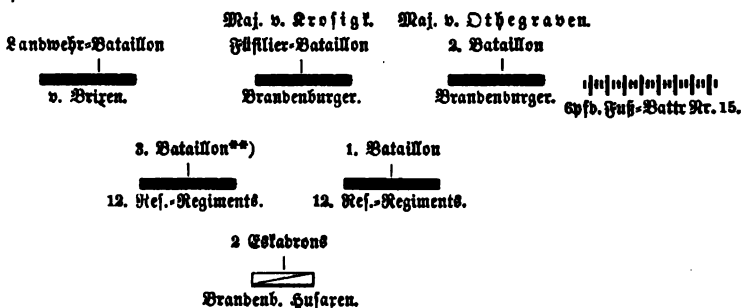 Maj. v. Krosigk. Maj. v. Othegraven.
Landwehr-Bataillon Füsilier-Bataillon 2. Bataillon
v. Brixen. Brandenburger. Brandenburger. 6pfd. Fuß-Battr Nr. 15.
3. Bataillon**) 1. Bataillon
12. Res.-Regiments. 12. Res.-Regiments.
2 Eskadrons
Brandenb. Husaren.